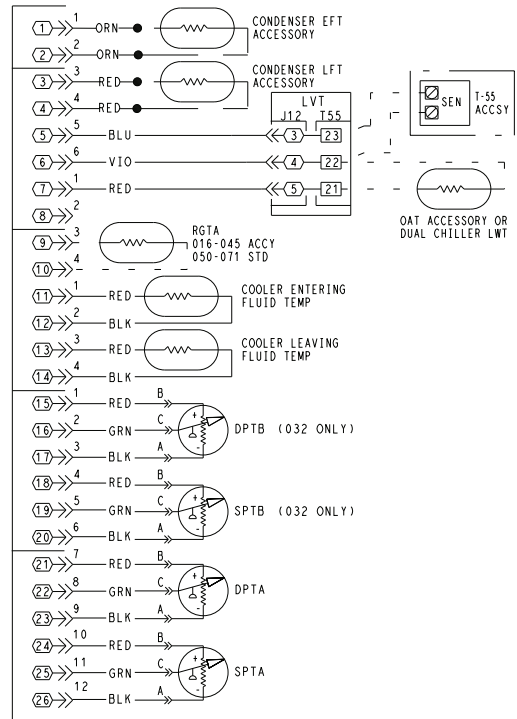 1 1 ORN CONDENSER EFT
ACCESSORY
2 2 ORN
3 3 RED CONDENSER LFT
ACCESSORY
4 4 RED
LVT
J12 T55
SEN T-55
ACCSY
5 5 BLU 3 23
6 6 VIO 4 22
7 1 RED 5 21
8 2
OAT ACCESSORY OR
DUAL CHILLER LWT
9 3 RGTA
016-045 ACCY
050-071 STD
10 4
11 1 RED COOLER ENTERING
FLUID TEMP
12 2 BLK
13 3 RED COOLER LEAVING
FLUID TEMP
14 4 BLK
15 1 RED B +
16 2 GRN C DPTB (032 ONLY)
17 3 BLK A -
18 4 RED B +
19 5 GRN C SPTB (032 ONLY)
20 6 BLK A -
21 7 RED B +
22 8 GRN C DPTA
23 9 BLK A -
24 10 RED B +
25 11 GRN C SPTA
26 12 BLK A -